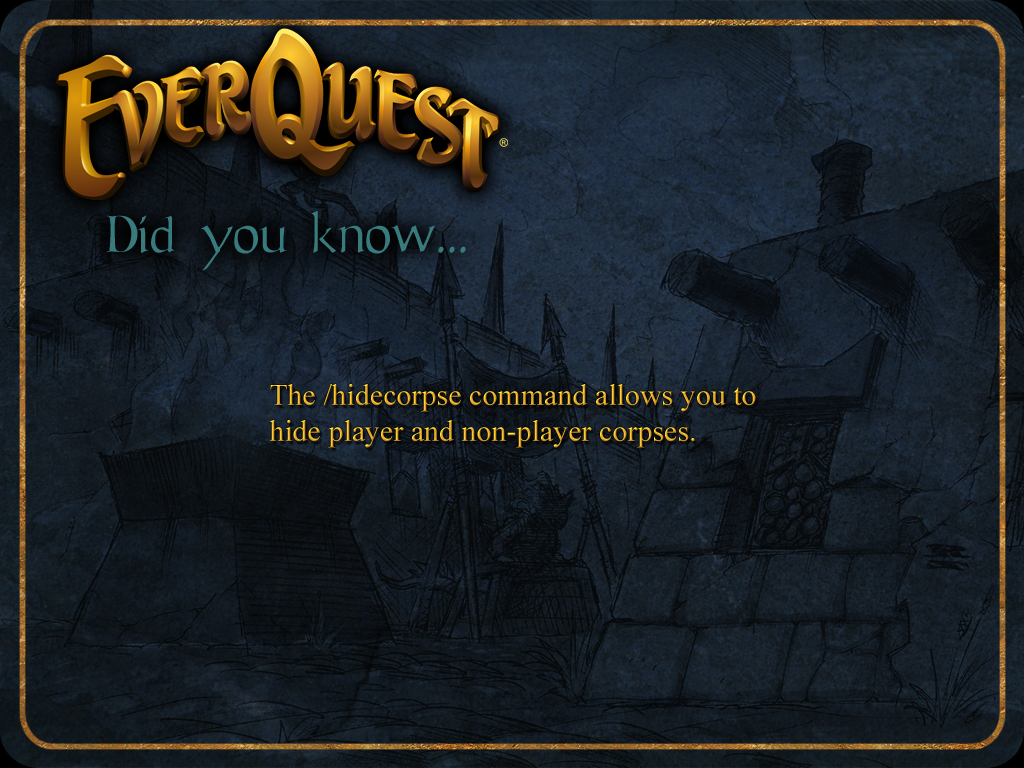 EverQuest®
Did you know...
The /hidecorpse command allows you to
hide player and non-player corpses.